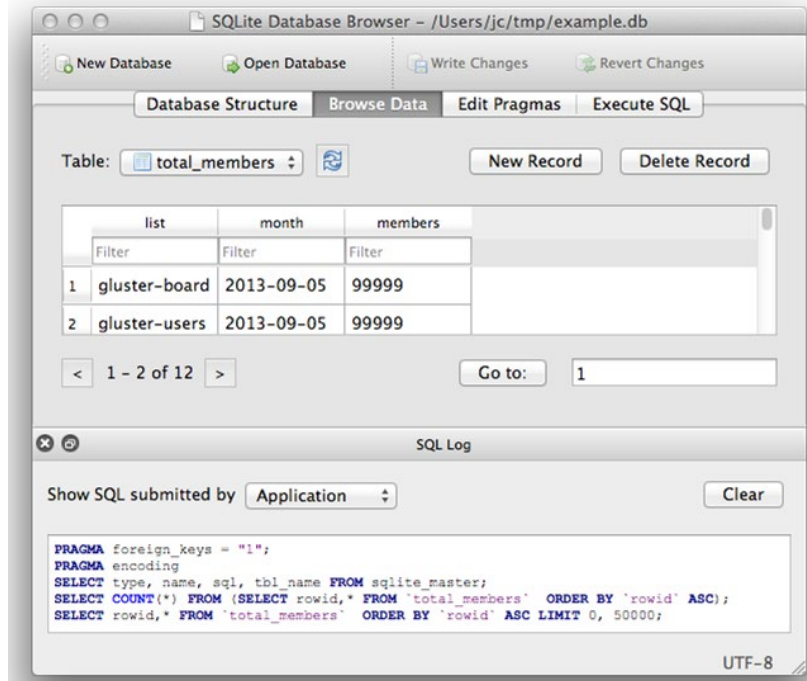 SQLite Database Browser - /Users/jc/tmp/example.db
New Database Open Database Write Changes Revert Changes
Database Structure Browse Data Edit Pragmas Execute SQL
Table: total_members New Record Delete Record
list month members
Filter Filter Filter
1 gluster-board 2013-09-05 99999
2 gluster-users 2013-09-05 99999
< 1 - 2 of 12 > Go to: 1
SQL Log
Show SQL submitted by Application Clear
PRAGMA foreign_keys = "1";
PRAGMA encoding
SELECT type, name, sql, tbl_name FROM sqlite_master;
SELECT COUNT(*) FROM (SELECT rowid,* FROM `total_members` ORDER BY `rowid` ASC);
SELECT rowid,* FROM `total_members` ORDER BY `rowid` ASC LIMIT 0, 50000;
UTF-8